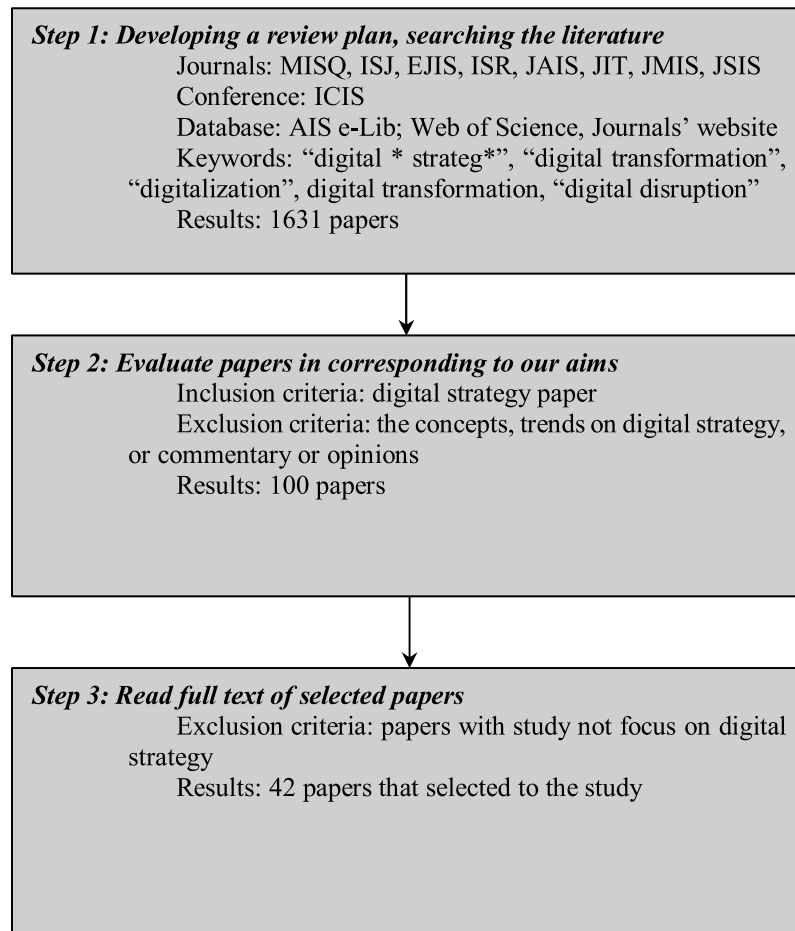 Step 1: Developing a review plan, searching the literature
Journals: MISQ, ISJ, EJIS, ISR, JAIS, JIT, JMIS, JSIS
Conference: ICIS
Database: AIS e-Lib; Web of Science, Journals’ website
Keywords: “digital * strateg*”, “digital transformation”,
“digitalization”, digital transformation, “digital disruption”
Results: 1631 papers
Step 2: Evaluate papers in corresponding to our aims
Inclusion criteria: digital strategy paper
Exclusion criteria: the concepts, trends on digital strategy,
or commentary or opinions
Results: 100 papers
Step 3: Read full text of selected papers
Exclusion criteria: papers with study not focus on digital
strategy
Results: 42 papers that selected to the study